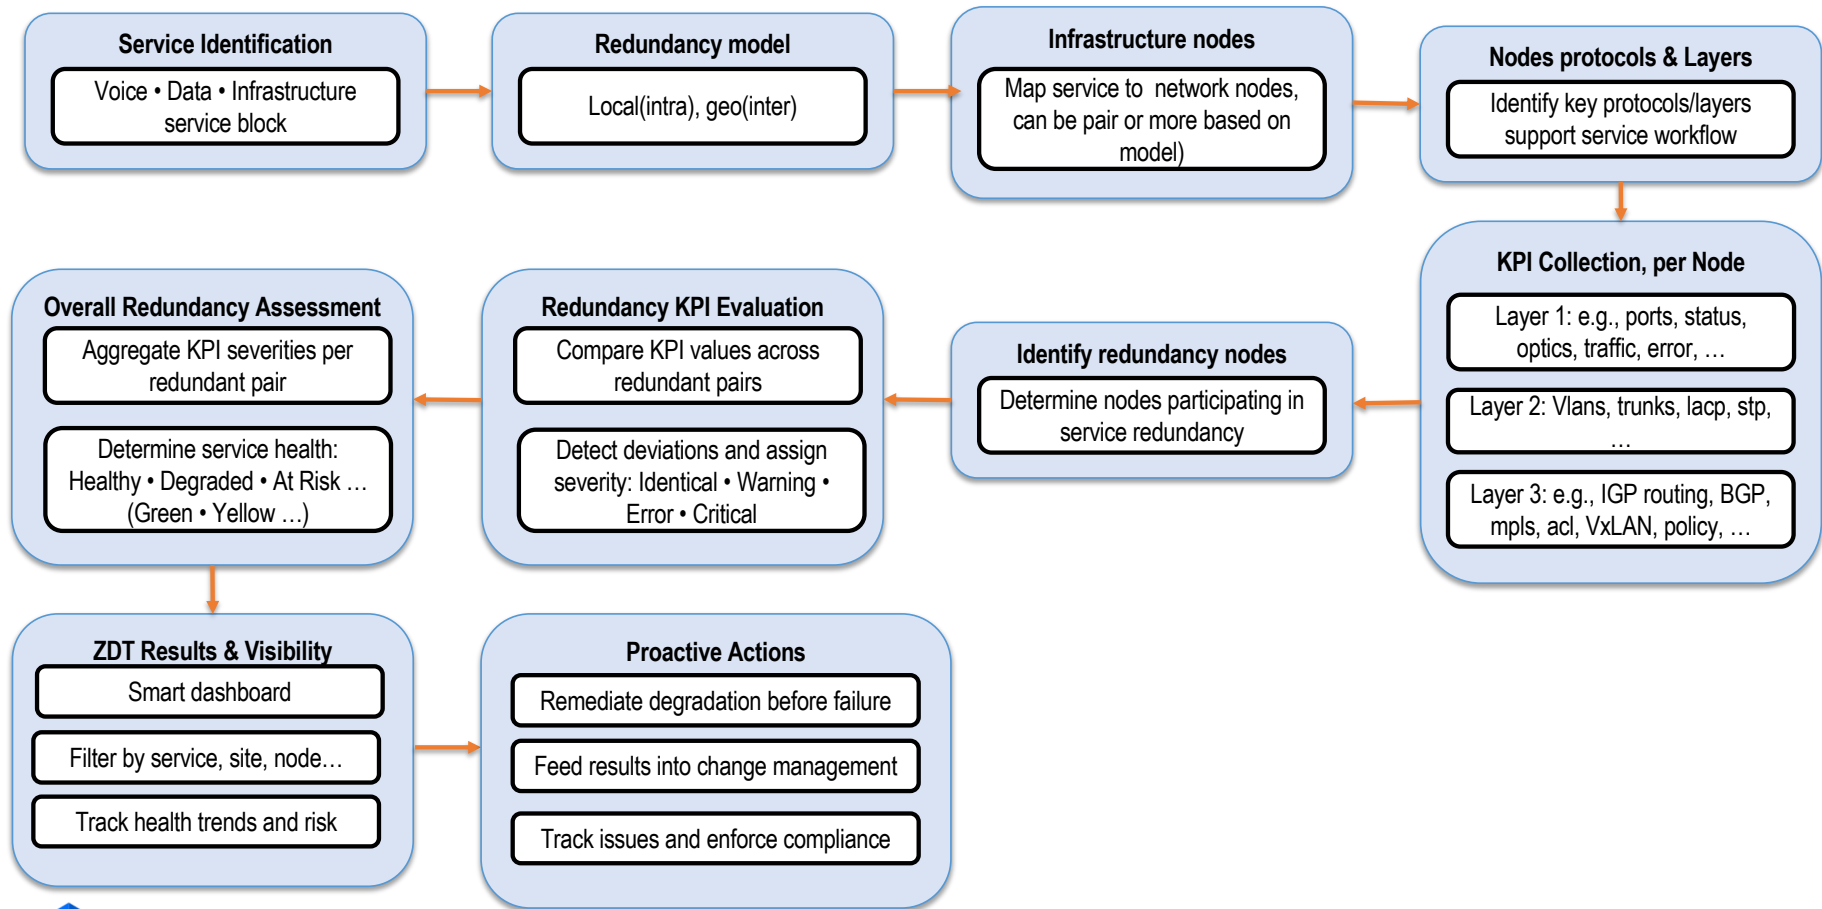 Service Identification
Voice • Data • Infrastructure
service block
Redundancy model
Local(intra), geo(inter)
Infrastructure nodes
Map service to  network nodes,
can be pair or more based on
model)
Nodes protocols & Layers
Identify key protocols/layers
support service workflow
KPI Collection, per Node
Layer 1: e.g., ports, status,
optics, traffic, error, …
Layer 2: Vlans, trunks, lacp, stp,
…
Layer 3: e.g., IGP routing, BGP,
mpls, acl, VxLAN, policy, …
Identify redundancy nodes
Determine nodes participating in
service redundancy
Redundancy KPI Evaluation
Compare KPI values across
redundant pairs
Detect deviations and assign
severity: Identical • Warning •
Error • Critical
Overall Redundancy Assessment
Aggregate KPI severities per
redundant pair
Determine service health:
Healthy • Degraded • At Risk …
(Green • Yellow …)
ZDT Results & Visibility
Smart dashboard
Filter by service, site, node…
Track health trends and risk
Proactive Actions
Remediate degradation before failure
Feed results into change management
Track issues and enforce compliance